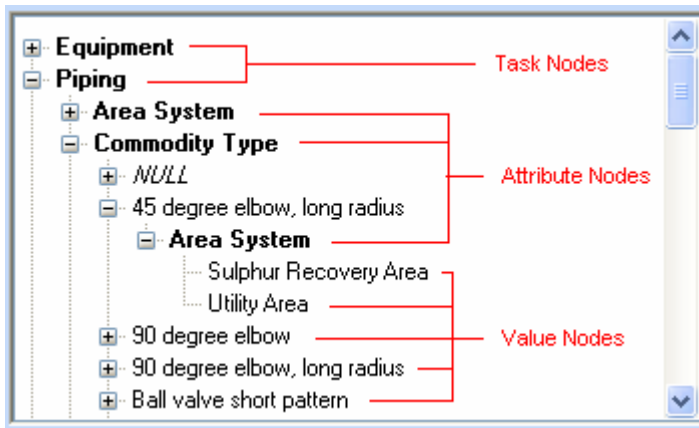 Equipment
Task Nodes
Piping
Area System
Commodity Type
NULL
Attribute Nodes
45 degree elbow, long radius
Area System
Sulphur Recovery Area
Utility Area
90 degree elbow
Value Nodes
90 degree elbow, long radius
Ball valve short pattern